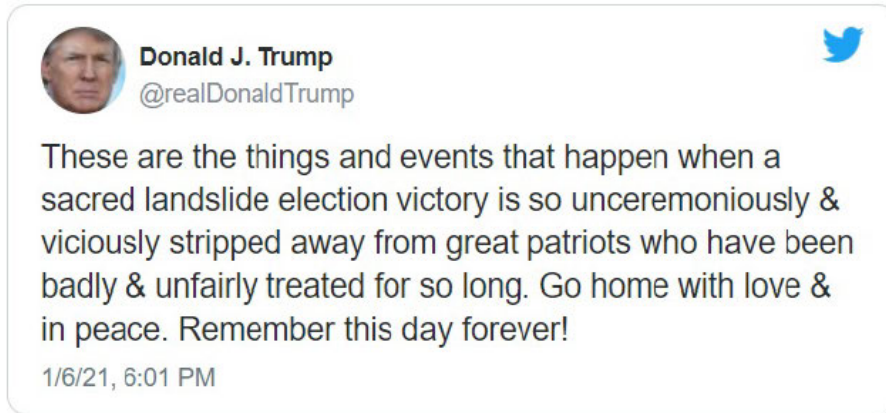 Donald J. Trump
@realDonaldTrump
These are the things and events that happen when a
sacred landslide election victory is so unceremoniously &
viciously stripped away from great patriots who have been
badly & unfairly treated for so long. Go home with love &
in peace. Remember this day forever!
1/6/21, 6:01 PM